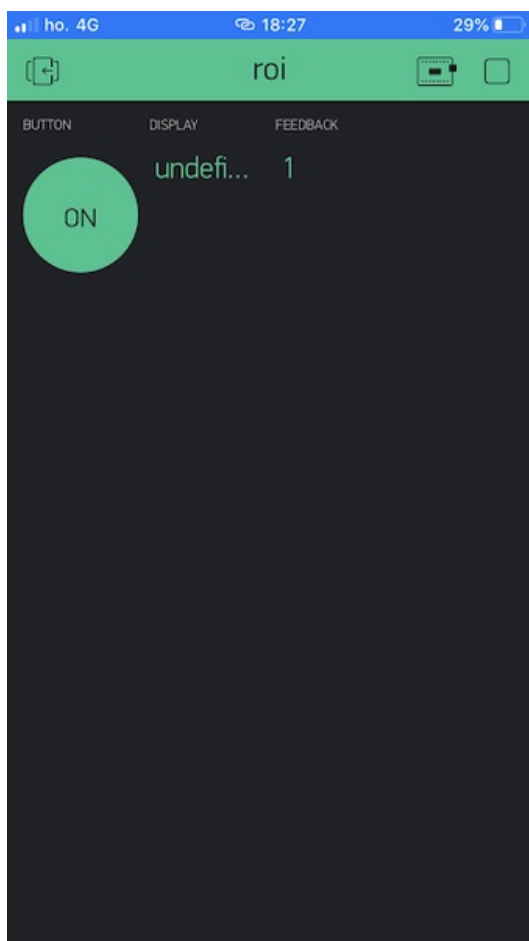 ho. 4G 18:27 29%
roi
BUTTON DISPLAY FEEDBACK
undefi... 1
ON